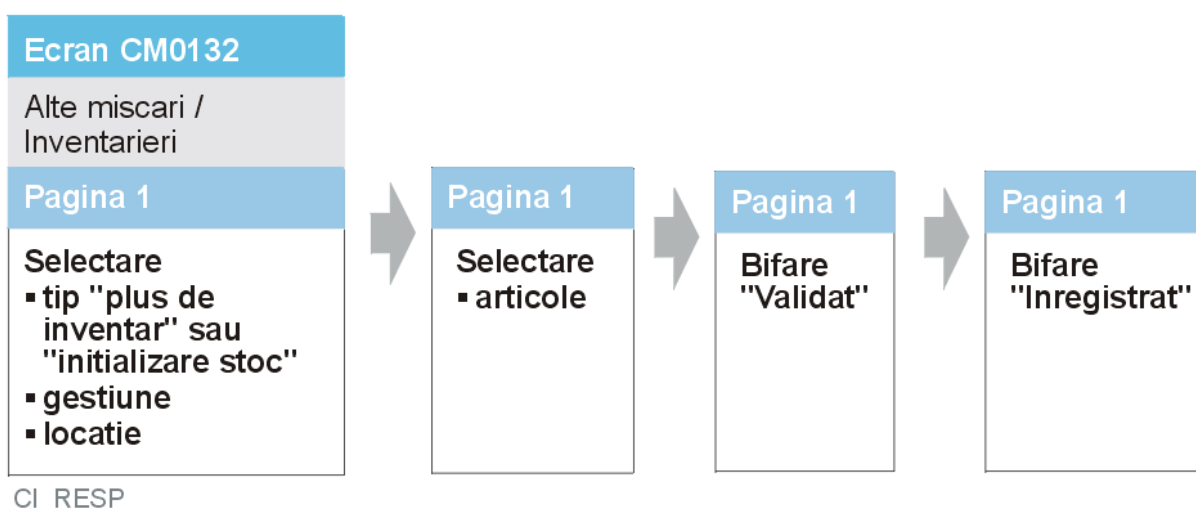 Ecran CM0132
Alte miscari /
Inventarieri
Pagina 1
Selectare
▪ tip "plus de
inventar" sau
"initializare stoc"
▪ gestiune
▪ locatie
CI RESP
Pagina 1
Selectare
▪ articole
Pagina 1
Bifare
"Validat"
Pagina 1
Bifare
"Inregistrat"